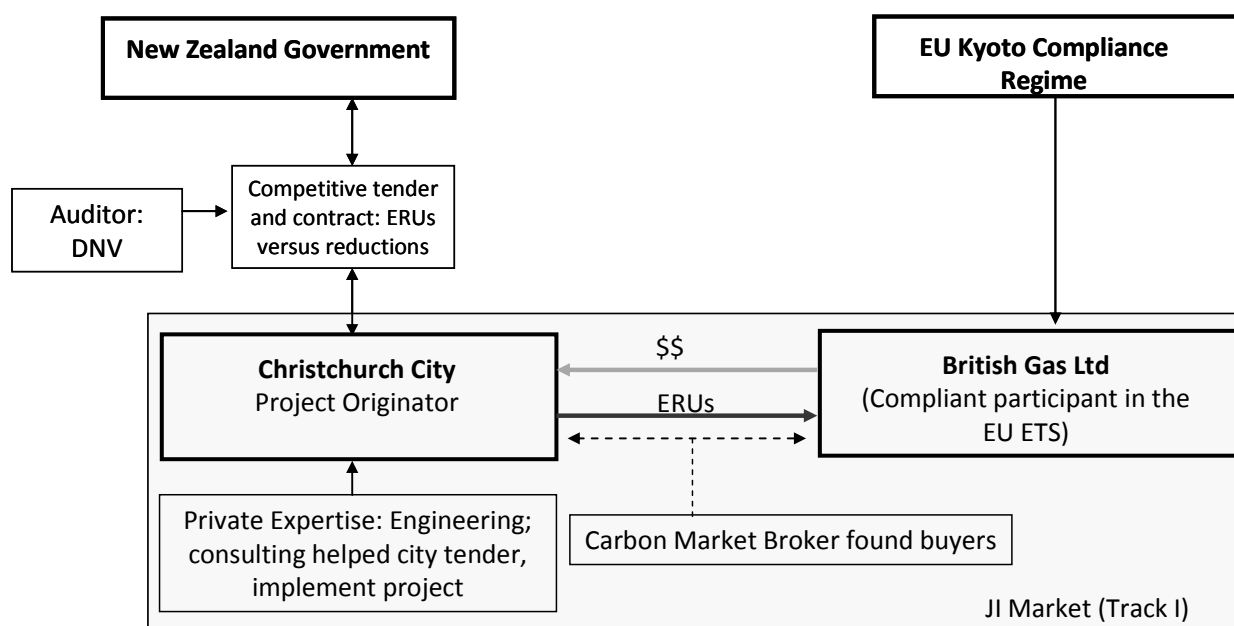 New Zealand Government
EU Kyoto Compliance
Regime
Competitive tender
and contract: ERUs
versus reductions
Auditor:
DNV
Christchurch City
Project Originator
$$
ERUs
British Gas Ltd
(Compliant participant in the
EU ETS)
Private Expertise: Engineering;
consulting helped city tender,
implement project
Carbon Market Broker found buyers
JI Market (Track I)